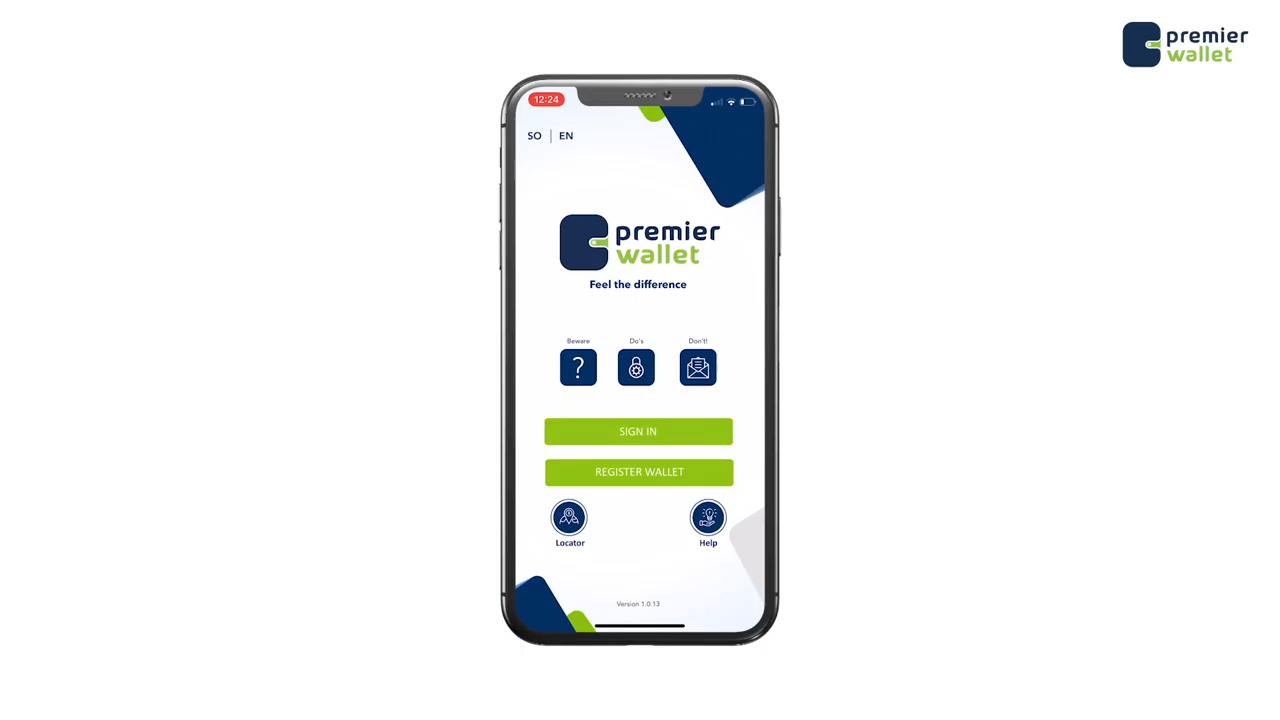 premier
wallet
12:24
SO | EN
premier
wallet
Feel the difference
Beware
Do's
Don't!
SIGN IN
REGISTER WALLET
Locator
Help
Version 1.0.13